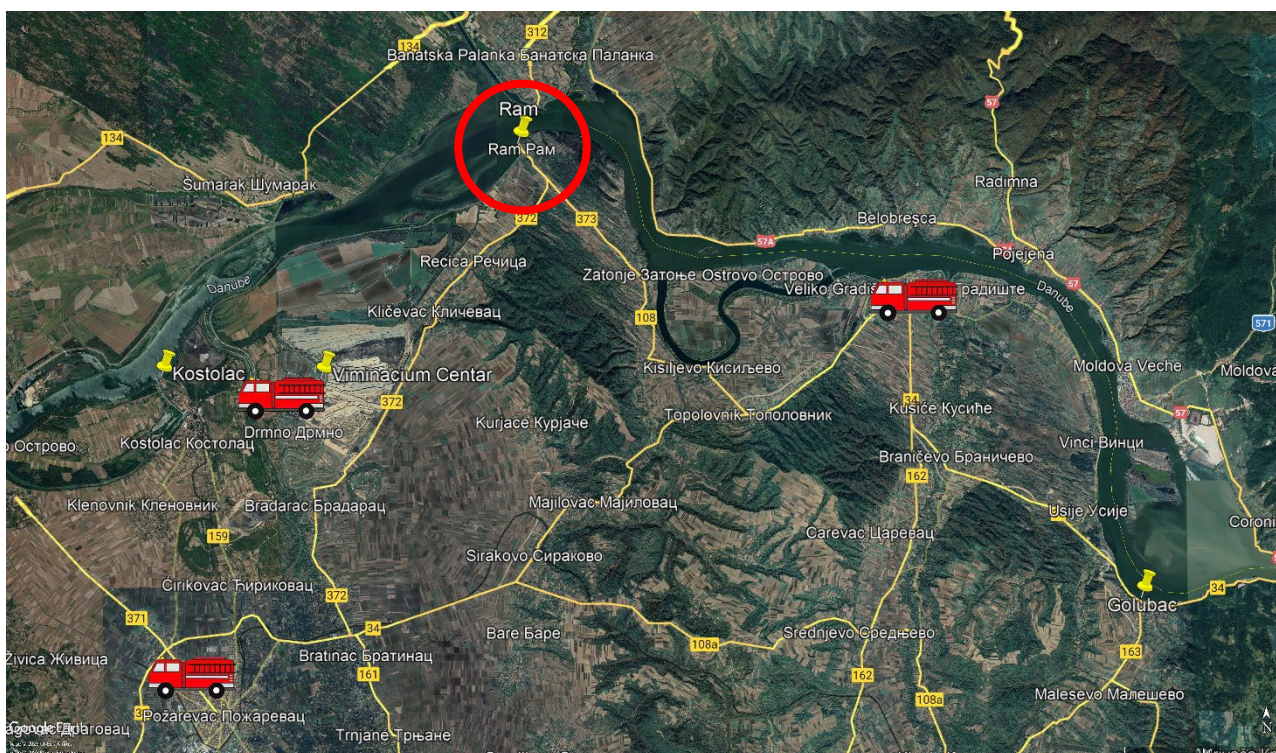 312
134
Banatska Palanka Банатска Паланка
57
Ram
134
Ram Рам
Šumarak Шумарак
Radimna
372
373
Belobreşca
57A
Pojejena
Recica Речица
Zatonje Затоње
Ostrovo Острово
57
Danube
Veliko Gradiš
радиште
Danube
Kličevac Кличевац
108
571
Kostolac
Viminacium Centar
Kisiljevo Кисиљево
Moldova Veche
Moldova
372
34
Topolovnik Тополовник
Kusiće Кусиће
Kurjace Курјаче
Drmno Дрмно
о Острово
Kostolac Костолац
Vinci Винци
Braničevo Браничево
162
Klenovnik Кленовник
Bradarac Брадарац
Majilovac Мајиловац
Usije Усије
Coroni
159
Carevac Царевац
Sirakovo Сираково
Ćirikovac Ћириковац
372
34
Golubac
371
34
Bare Баре
Srednjevo Средњево
108a
Živica Живица
Bratinac Братинац
163
161
162
108a
Malesevo Малешево
Požarevac Пожаревац
Trnjane Трњане
N